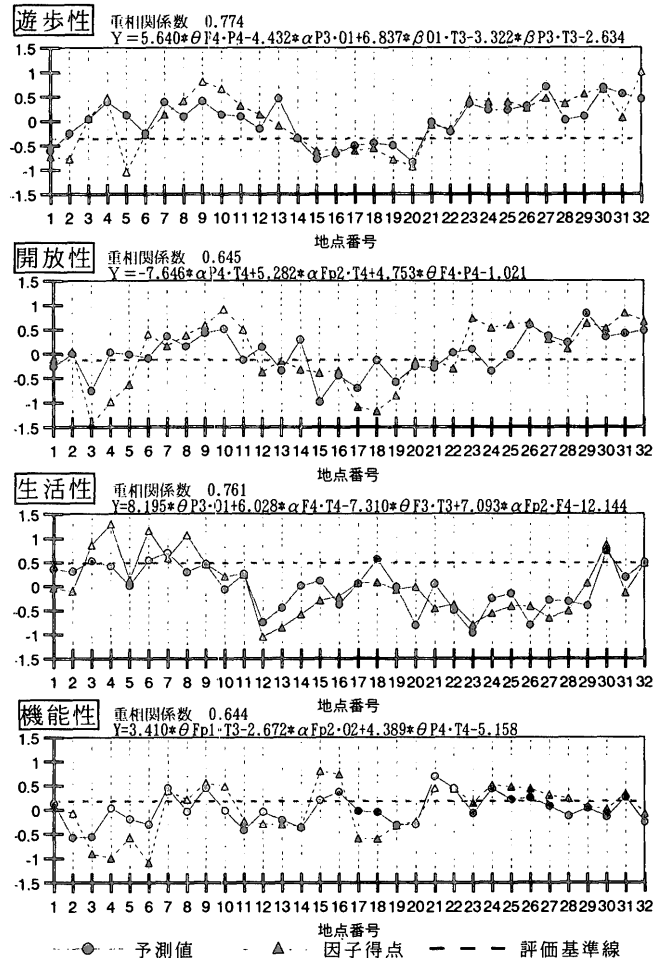 遊歩性
重相関係数 0.774
Y=5.640*θF4・P4-4.432*αP3・O1+6.837*βO1・T3-3.322*βP3・T3-2.634
1.5
1
0.5
0
-0.5
-1
-1.5
1 2 3 4 5 6 7 8 9 10 11 12 13 14 15 16 17 18 19 20 21 22 23 24 25 26 27 28 29 30 31 32
地点番号
開放性
重相関係数 0.645
Y=-7.646*αP4・T4+5.282*αFp2・T4+4.753*θF4・P4-1.021
1.5
1
0.5
0
-0.5
-1
-1.5
1 2 3 4 5 6 7 8 9 10 11 12 13 14 15 16 17 18 19 20 21 22 23 24 25 26 27 28 29 30 31 32
地点番号
生活性
重相関係数 0.761
Y=8.195*θP3・O1+6.028*αF4・T4-7.310*θF3・T3+7.093*αFp2・F4-12.144
1.5
1
0.5
0
-0.5
-1
-1.5
1 2 3 4 5 6 7 8 9 10 11 12 13 14 15 16 17 18 19 20 21 22 23 24 25 26 27 28 29 30 31 32
地点番号
機能性
重相関係数 0.644
Y=3.410*θFp1・T3-2.672*αFp2・O2+4.389*θP4・T4-5.158
1.5
1
0.5
0
-0.5
-1
-1.5
1 2 3 4 5 6 7 8 9 10 11 12 13 14 15 16 17 18 19 20 21 22 23 24 25 26 27 28 29 30 31 32
地点番号
予測値 因子得点 評価基準線